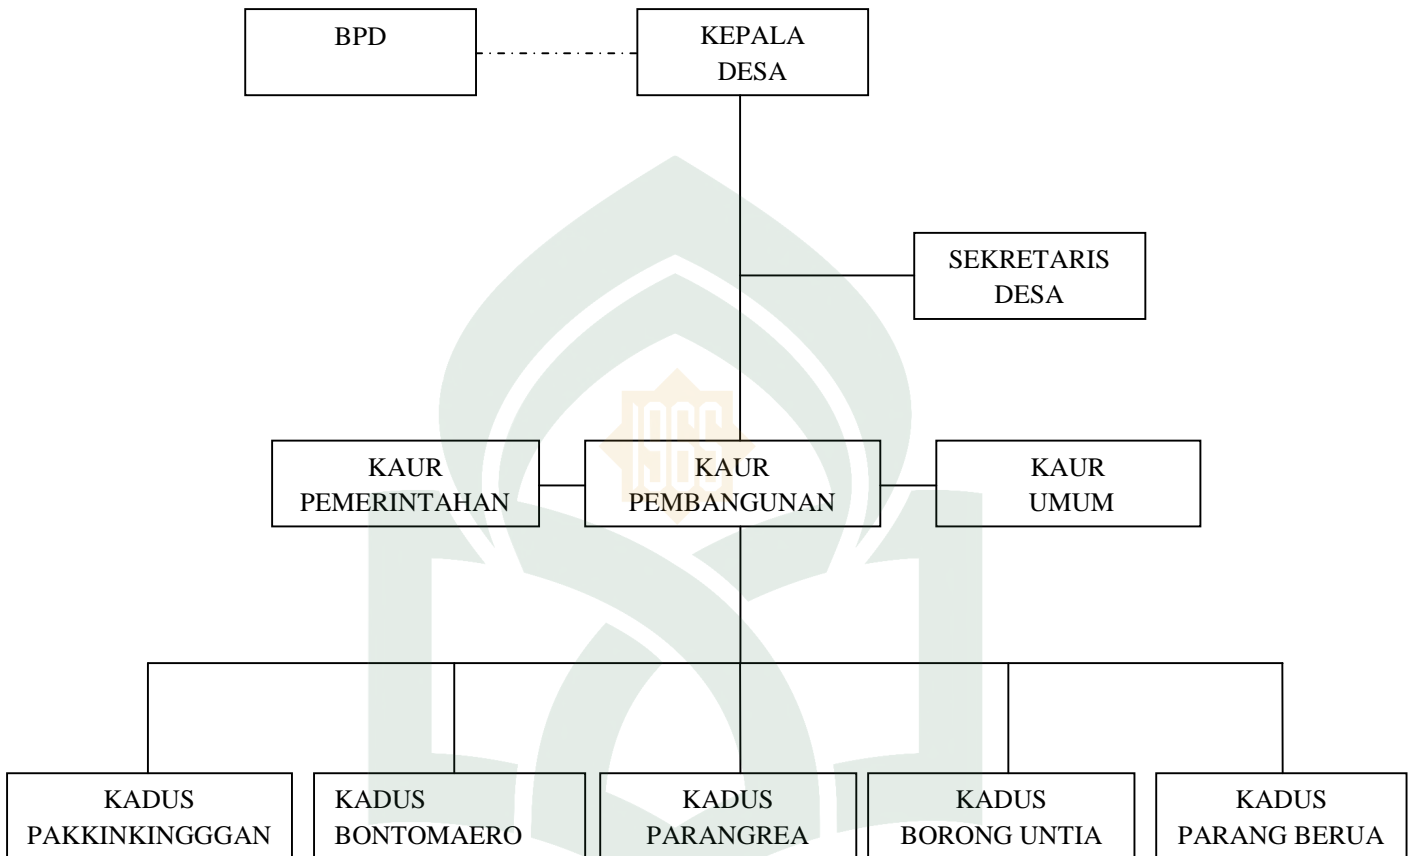 BPD
KEPALA
DESA
SEKRETARIS
DESA
KAUR
PEMERINTAHAN
KAUR
PEMBANGUNAN
KAUR
UMUM
1965
KADUS
PAKKINKINGGGAN
KADUS
BONTOMAERO
KADUS
PARANGREA
KADUS
BORONG UNTIA
KADUS
PARANG BERUA